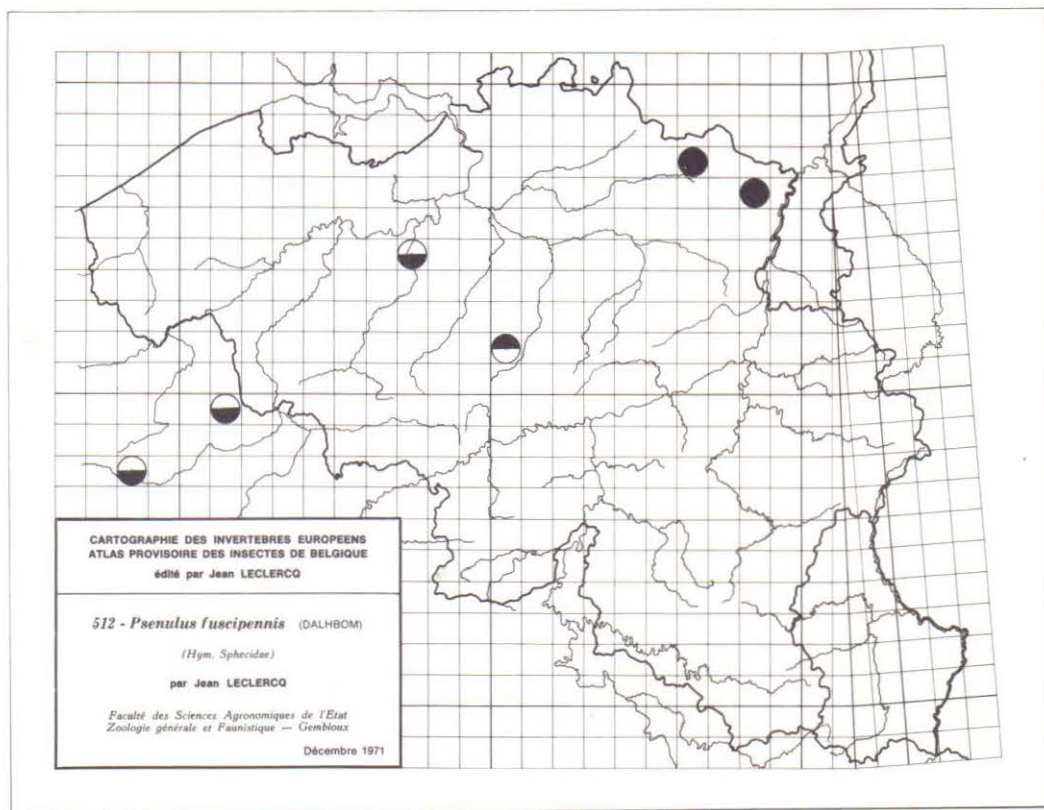 CARTOGRAPHIE DES INVERTEBRES EUROPEENS
ATLAS PROVISOIRE DES INSECTES DE BELGIQUE
édité par Jean LECLERCQ
512 - Psenulus fuscipennis (DALHBOM)
(Hym. Sphecidae)
par Jean LECLERCQ
Faculté des Sciences Agronomiques de l'Etat
Zoologie générale et Faunistique — Gembloux
Décembre 1971